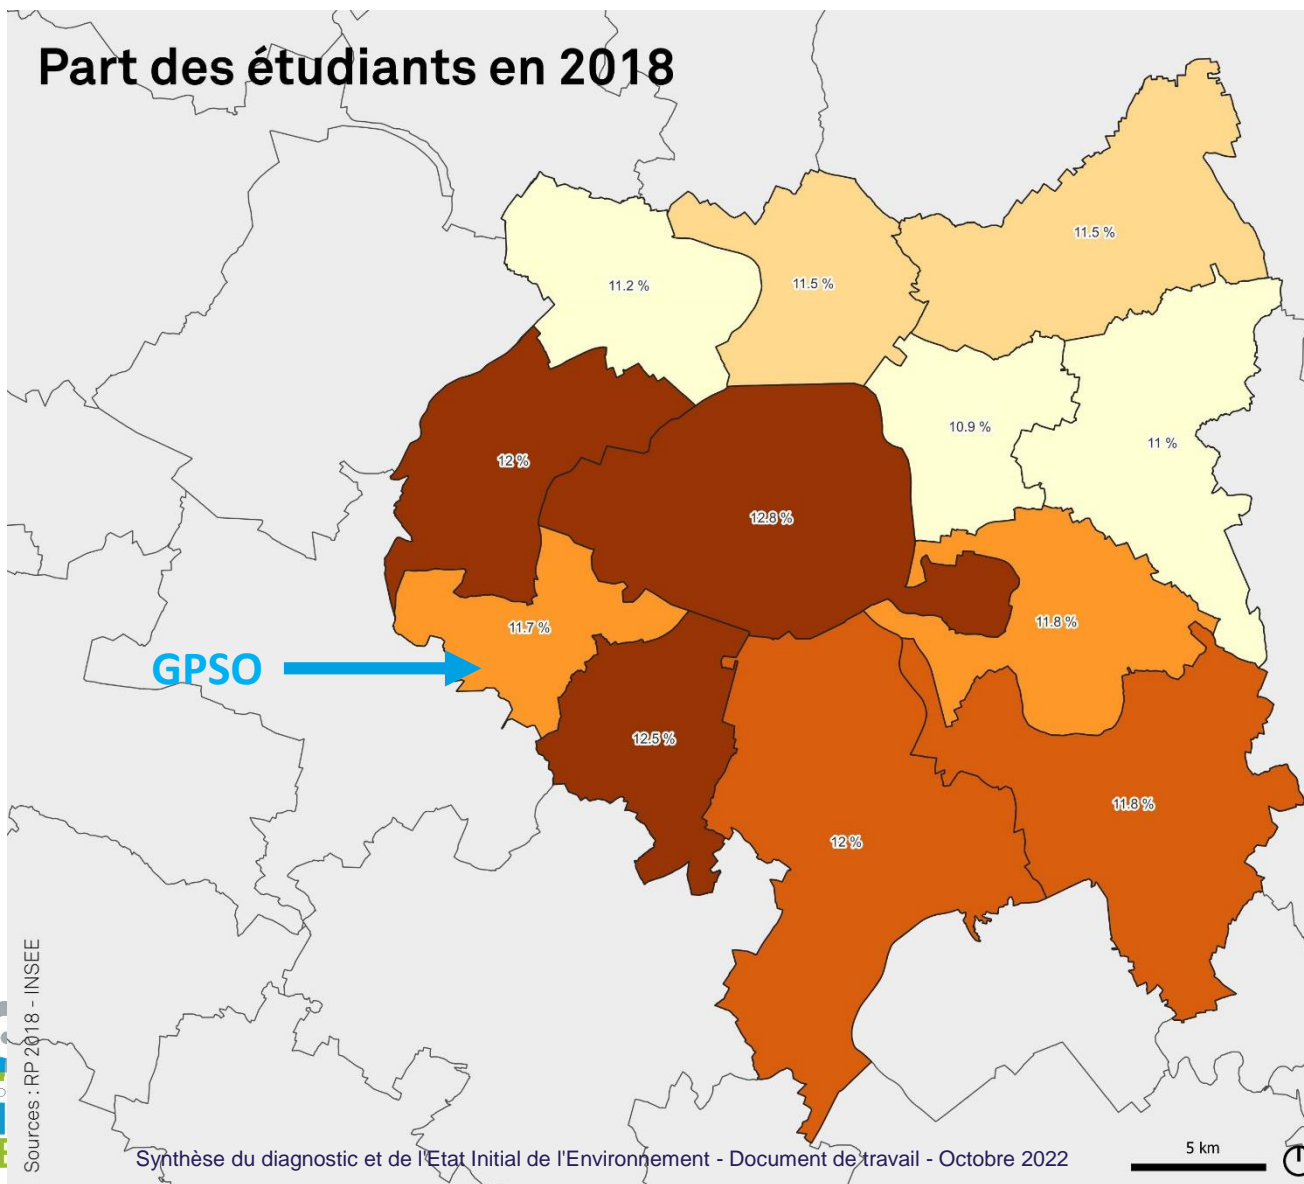 Part des étudiants en 2018
11.5 %
11.2 %
11.5 %
10.9 %
11 %
12 %
12.8 %
11.7 %
11.8 %
GPSO
12.5 %
11.8 %
12 %
Sources : RP 2018 - INSEE
Synthèse du diagnostic et de l'Etat Initial de l'Environnement - Document de travail - Octobre 2022
5 km